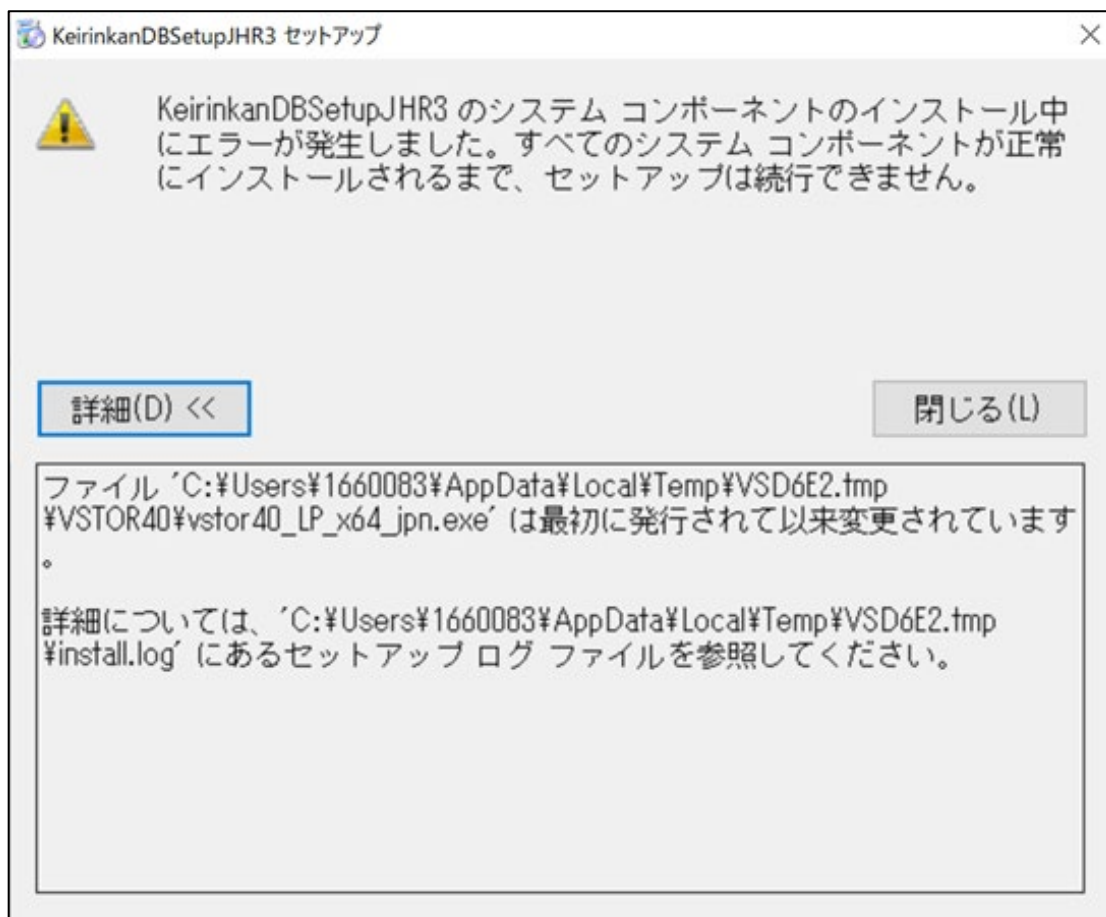 KeirinkanDBSetupJHR3 セットアップ
KeirinkanDBSetupJHR3 のシステム コンポーネントのインストール中
にエラーが発生しました。すべてのシステム コンポーネントが正常
にインストールされるまで、セットアップは続行できません。
詳細(D) <<
閉じる(L)
ファイル 'C:¥Users¥1660083¥AppData¥Local¥Temp¥VSD6E2.tmp
¥VSTOR40¥vstor40_LP_x64_jpn.exe' は最初に発行されて以来変更されています
。
詳細については、'C:¥Users¥1660083¥AppData¥Local¥Temp¥VSD6E2.tmp
¥install.log' にあるセットアップ ログ ファイルを参照してください。